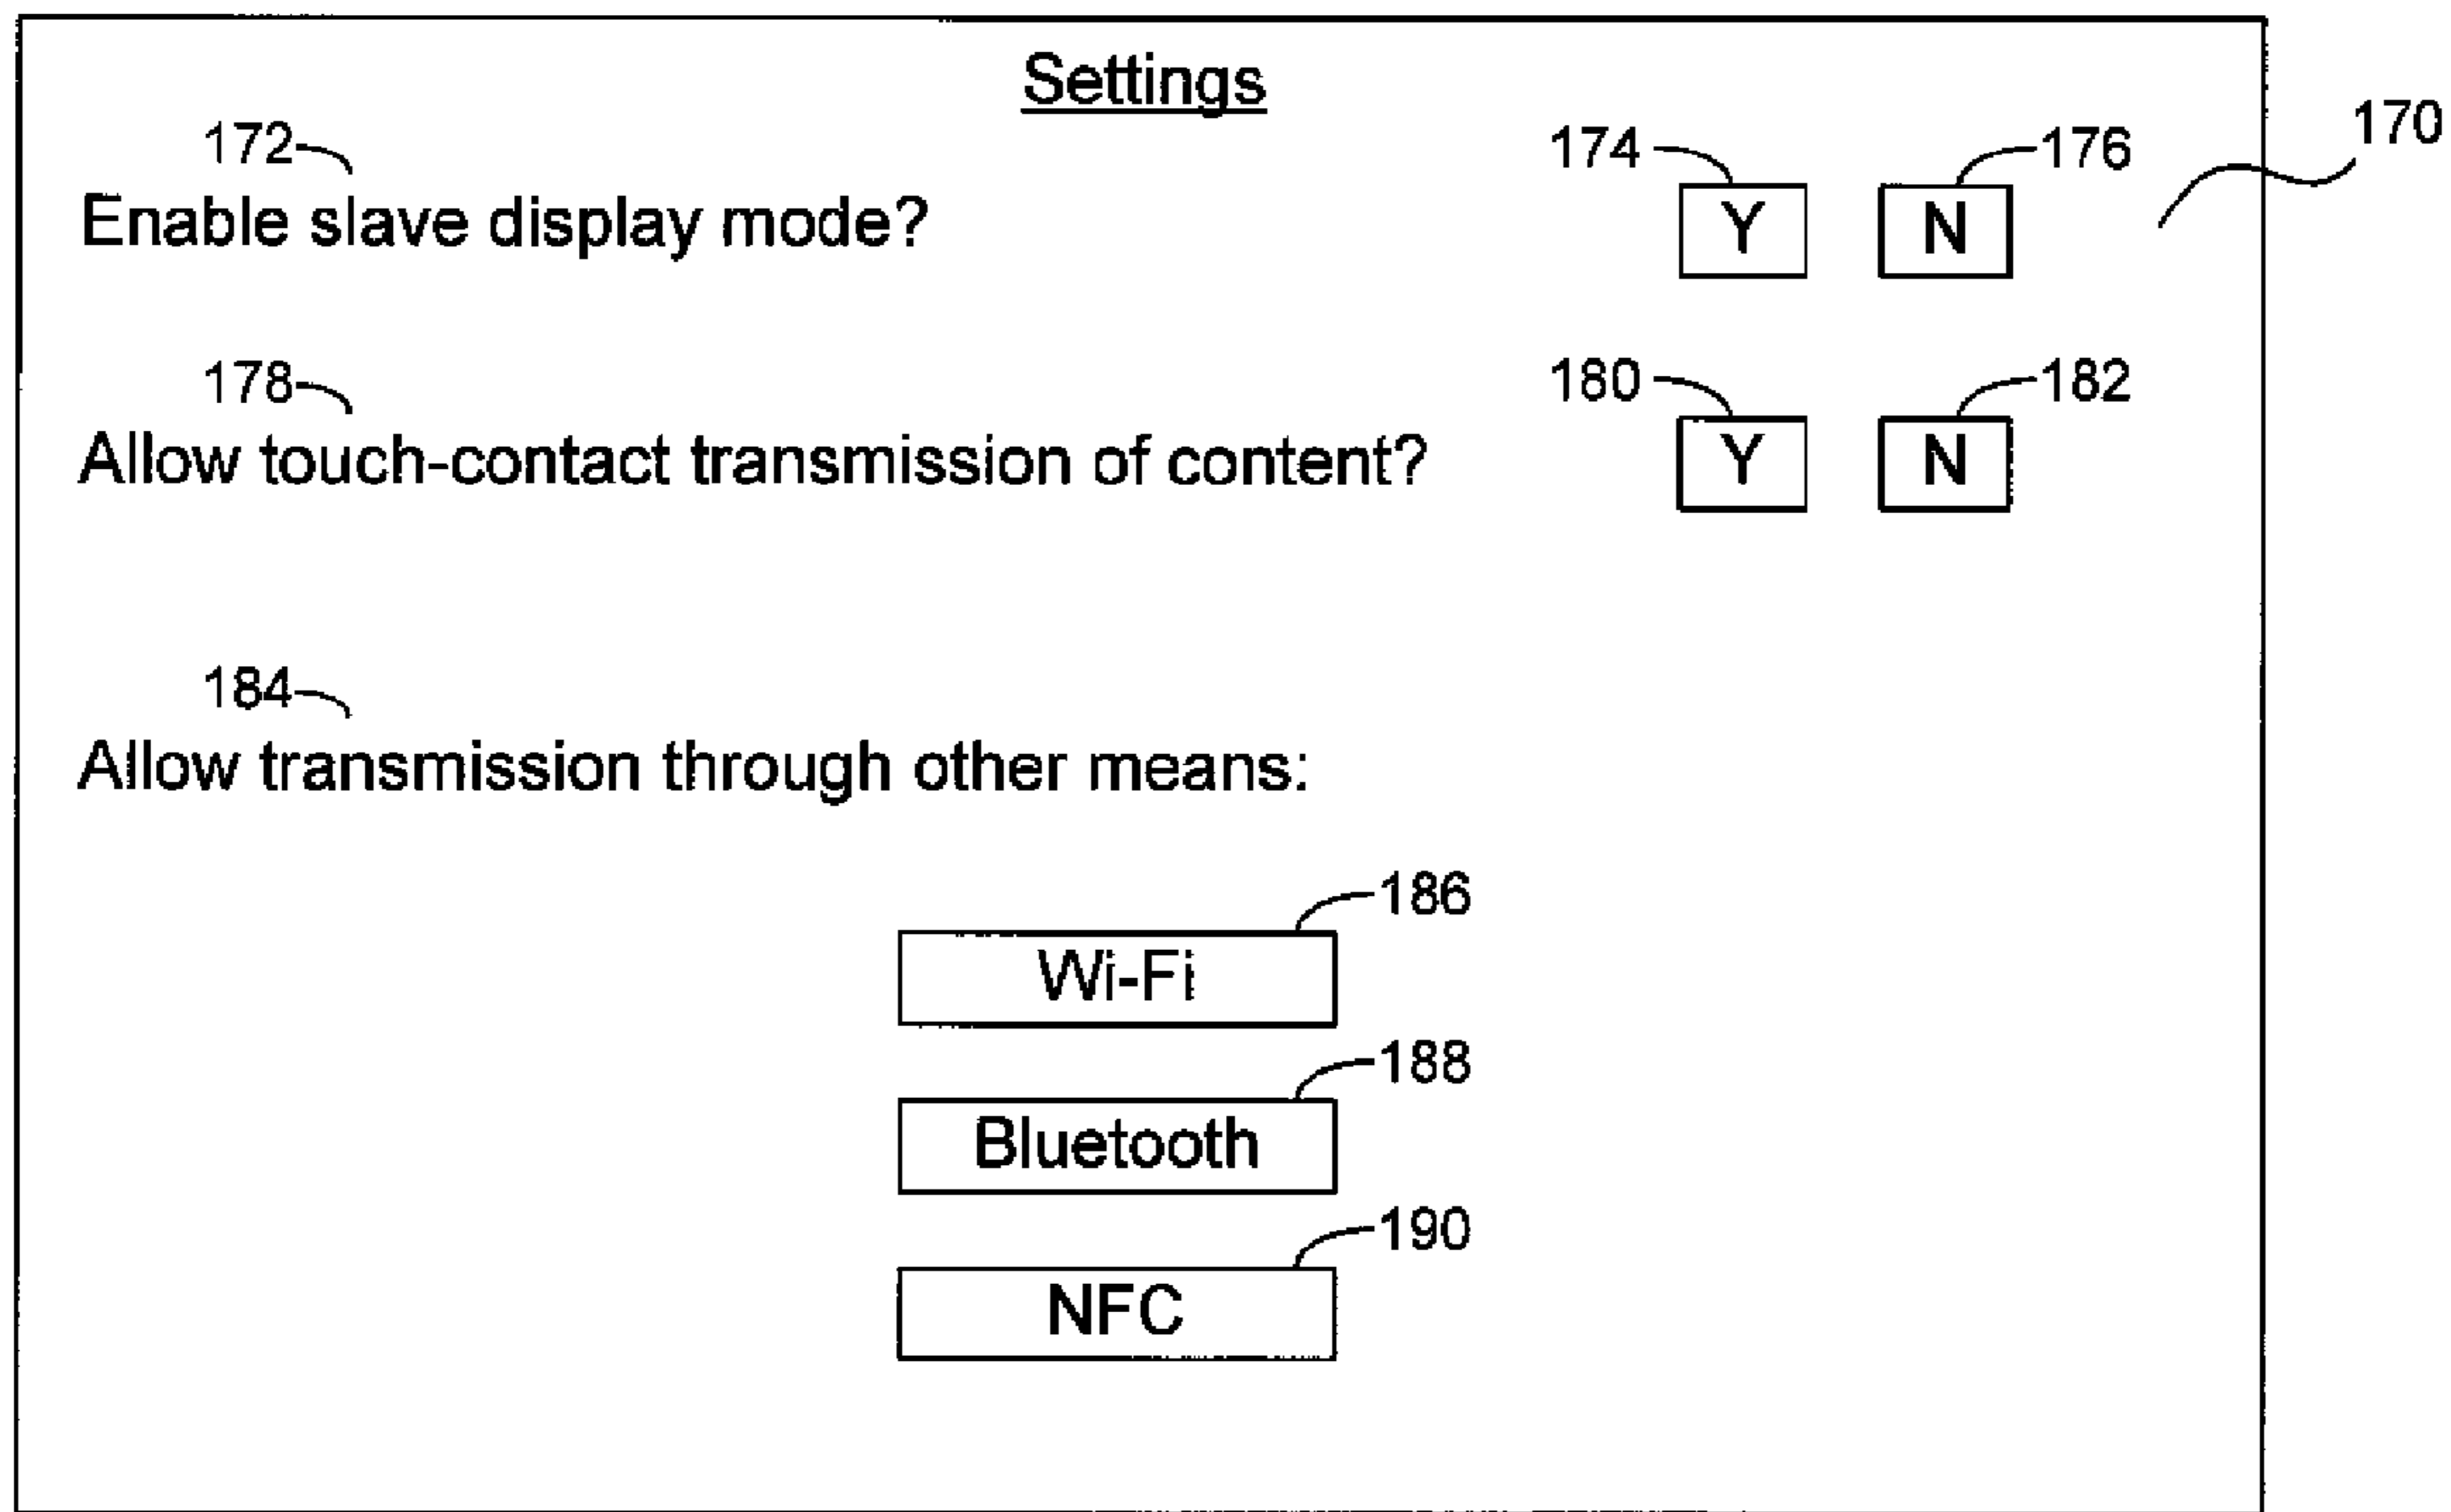 Settings
170
172
174
176
Enable slave display mode?
Y
N
178
180
182
Allow touch-contact transmission of content?
Y
N
184
Allow transmission through other means:
186
Wi-Fi
188
Bluetooth
190
NFC